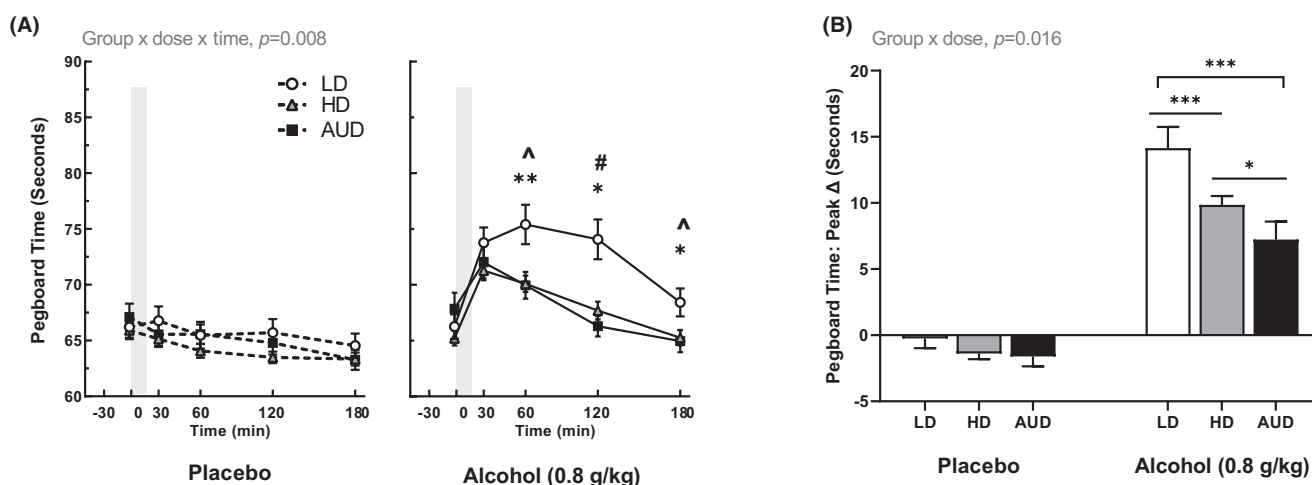 (A)
Group x dose x time, p=0.008
Pegboard Time (Seconds)
90
85
80
75
70
65
60
LD
HD
AUD
-30 0 30 60 120 180
Time (min)
Placebo
^
**
#
*
^
*
-30 0 30 60 120 180
Time (min)
Alcohol (0.8 g/kg)
(B)
Group x dose, p=0.016
Pegboard Time: Peak Δ (Seconds)
20
15
10
5
0
-5
***
***
*
LD HD AUD
Placebo
LD HD AUD
Alcohol (0.8 g/kg)